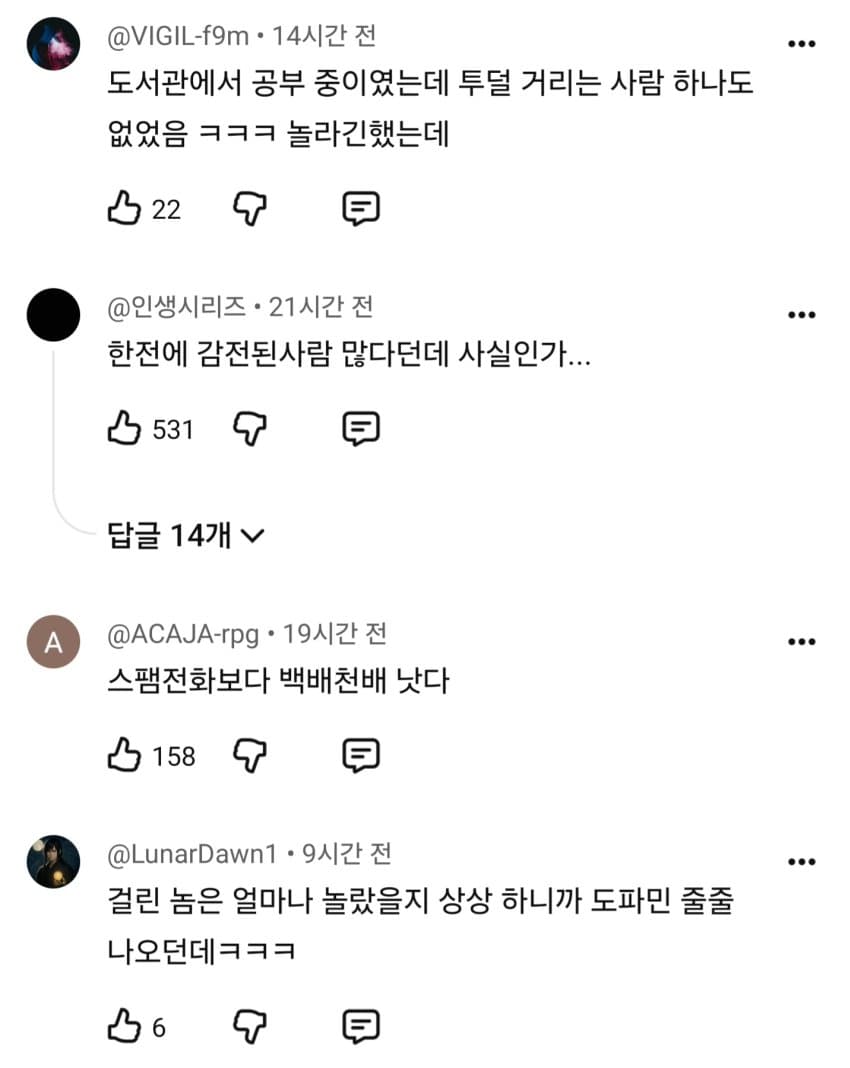 @VIGIL-f9m • 14시간 전
도서관에서 공부 중이였는데 투덜 거리는 사람 하나도
없었음 ㅋㅋㅋ 놀라긴했는데
22
@인생시리즈 • 21시간 전
한전에 감전된사람 많다던데 사실인가...
531
답글 14개
A
@ACAJA-rpg • 19시간 전
스팸전화보다 백배천배 낫다
158
@LunarDawn1 • 9시간 전
걸린 놈은 얼마나 놀랐을지 상상 하니까 도파민 줄줄
나오던데ㅋㅋㅋ
6